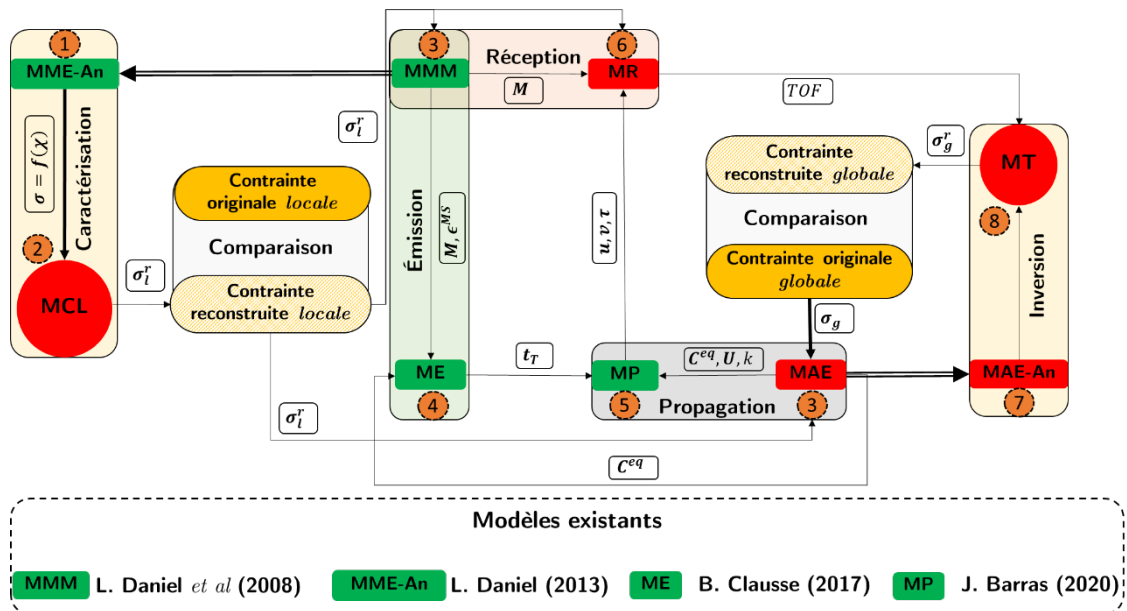 1
3
6
Réception
MME-An
MMM
MR
M
TOF
σ_l^r
σ = f(χ)
Caractérisation
Contrainte
originale locale
Comparaison
Contrainte
reconstruite locale
2
MCL
σ_l^r
Émission
M, ϵ^{MS}
u, v, τ
Contrainte
reconstruite globale
Comparaison
Contrainte originale
globale
σ_g^r
MT
8
Inversion
σ_g
ME
4
t_T
MP
5
C^{eq}, U, k
MAE
Propagation
3
MAE-An
7
σ_l^r
C^{eq}
Modèles existants
MMM L. Daniel et al (2008)
MME-An L. Daniel (2013)
ME B. Clausse (2017)
MP J. Barras (2020)